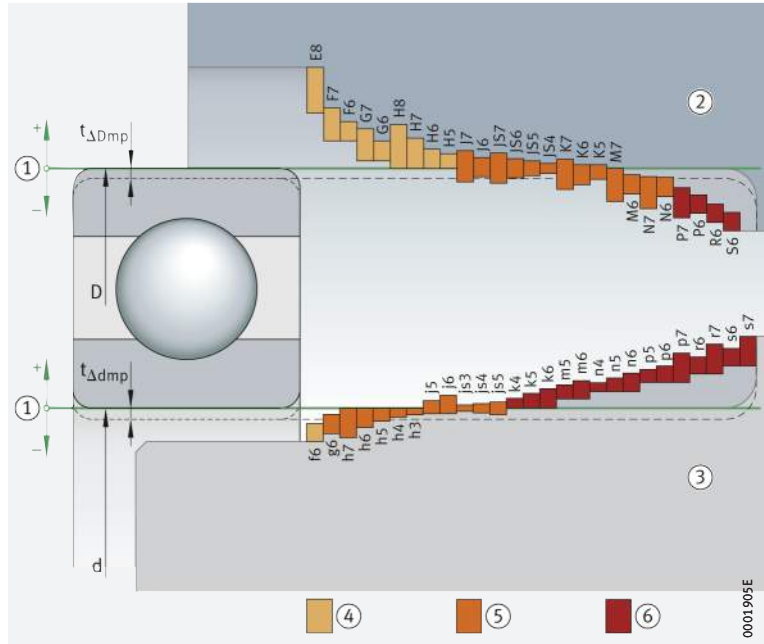 E8
F7
F6
G7
G6
H8
H7
H6
H5
J7
J6
JS7
JS6
JS5
JS4
K7
K6
K5
M7
M6
N7
N6
P7
P6
R6
S6
2
+
t∆Dmp
1
−
D
+
t∆dmp
1
−
f6
g6
h7
h6
h5
h4
h3
j5
j6
js3
js4
js5
k4
k5
k6
m5
m6
n4
n5
n6
p5
p6
p7
r6
r7
s6
s7
3
d
4
5
6
0001905E